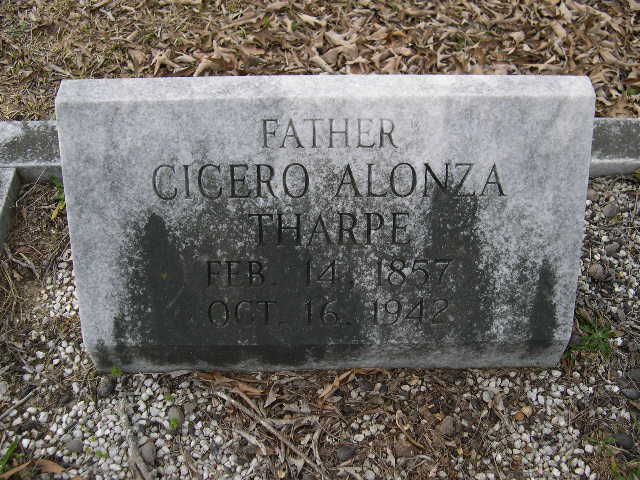 FATHER
CICERO ALONZA
THARPE
FEB. 14, 1857
OCT. 16, 1942